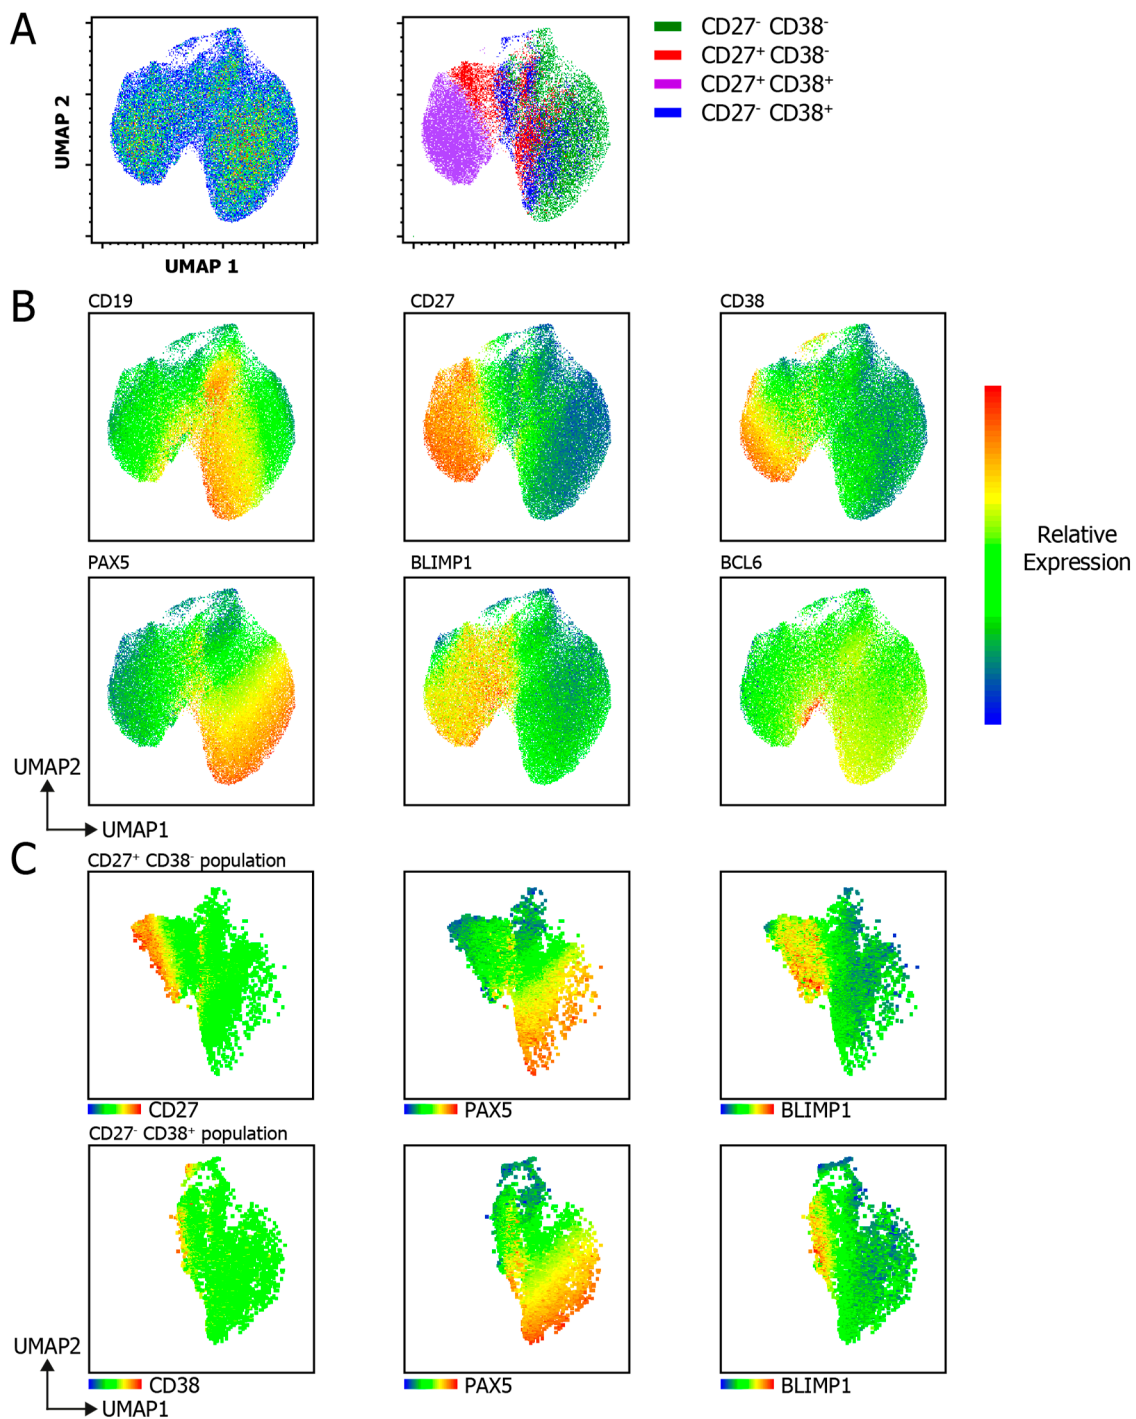 A
UMAP 2
UMAP 1
CD27⁻ CD38⁻
CD27⁺ CD38⁻
CD27⁺ CD38⁺
CD27⁻ CD38⁺
B
CD19
CD27
CD38
PAX5
BLIMP1
BCL6
Relative
Expression
UMAP2
UMAP1
C
CD27⁺ CD38⁻ population
CD27
PAX5
BLIMP1
CD27⁻ CD38⁺ population
CD38
PAX5
BLIMP1
UMAP2
UMAP1